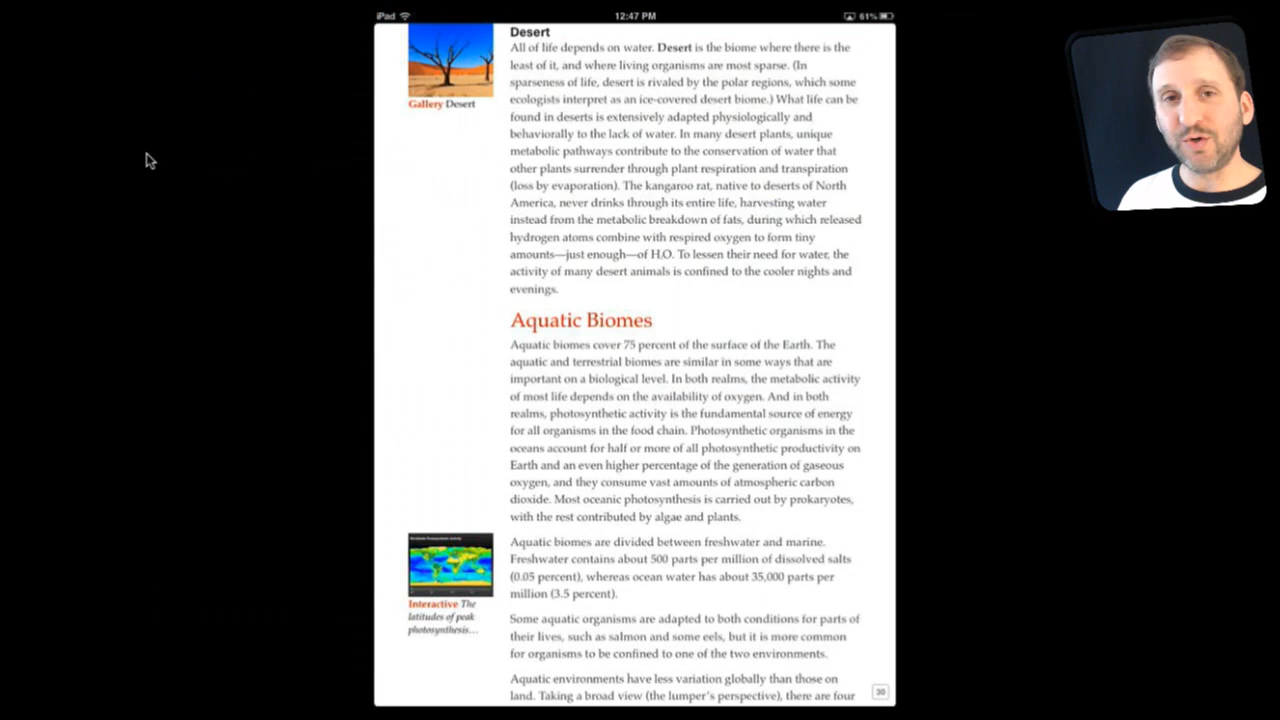 iPad
12:47 PM
61%
Desert
All of life depends on water. Desert is the biome where there is the
least of it, and where living organisms are most sparse. (In
sparseness of life, desert is rivaled by the polar regions, which some
ecologists interpret as an ice-covered desert biome.) What life can be
found in deserts is extensively adapted physiologically and
behaviorally to the lack of water. In many desert plants, unique
metabolic pathways contribute to the conservation of water that
other plants surrender through plant respiration and transpiration
(loss by evaporation). The kangaroo rat, native to deserts of North
America, never drinks through its entire life, harvesting water
instead from the metabolic breakdown of fats, during which released
hydrogen atoms combine with respired oxygen to form tiny
amounts—just enough—of H₂O. To lessen their need for water, the
activity of many desert animals is confined to the cooler nights and
evenings.
Gallery Desert
Aquatic Biomes
Aquatic biomes cover 75 percent of the surface of the Earth. The
aquatic and terrestrial biomes are similar in some ways that are
important on a biological level. In both realms, the metabolic activity
of most life depends on the availability of oxygen. And in both
realms, photosynthetic activity is the fundamental source of energy
for all organisms in the food chain. Photosynthetic organisms in the
oceans account for half or more of all photosynthetic productivity on
Earth and an even higher percentage of the generation of gaseous
oxygen, and they consume vast amounts of atmospheric carbon
dioxide. Most oceanic photosynthesis is carried out by prokaryotes,
with the rest contributed by algae and plants.
Aquatic biomes are divided between freshwater and marine.
Freshwater contains about 500 parts per million of dissolved salts
(0.05 percent), whereas ocean water has about 35,000 parts per
million (3.5 percent).
Interactive The
latitudes of peak
photosynthesis...
Some aquatic organisms are adapted to both conditions for parts of
their lives, such as salmon and some eels, but it is more common
for organisms to be confined to one of the two environments.
Aquatic environments have less variation globally than those on
land. Taking a broad view (the lumper's perspective), there are four
30